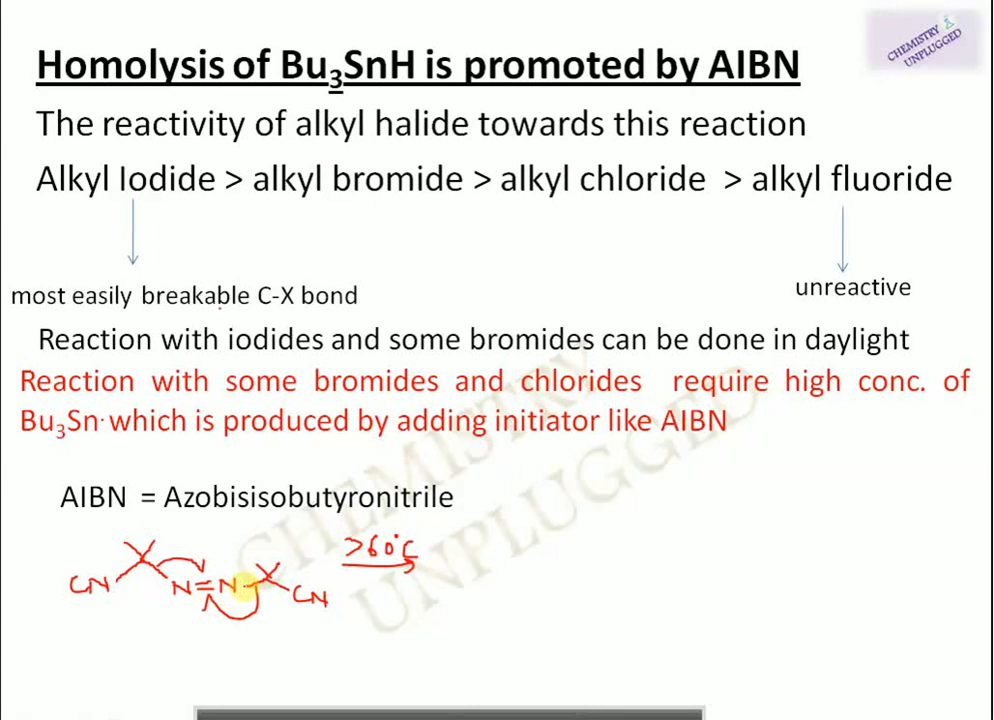 CHEMISTRY
UNPLUGGED
Homolysis of Bu₃SnH is promoted by AIBN
The reactivity of alkyl halide towards this reaction
Alkyl Iodide > alkyl bromide > alkyl chloride > alkyl fluoride
most easily breakable C-X bond
unreactive
Reaction with iodides and some bromides can be done in daylight
Reaction with some bromides and chlorides require high conc. of
Bu₃Sn· which is produced by adding initiator like AIBN
AIBN = Azobisisobutyronitrile
>60°C
CN N=N CN
CHEMISTRY
UNPLUGGED